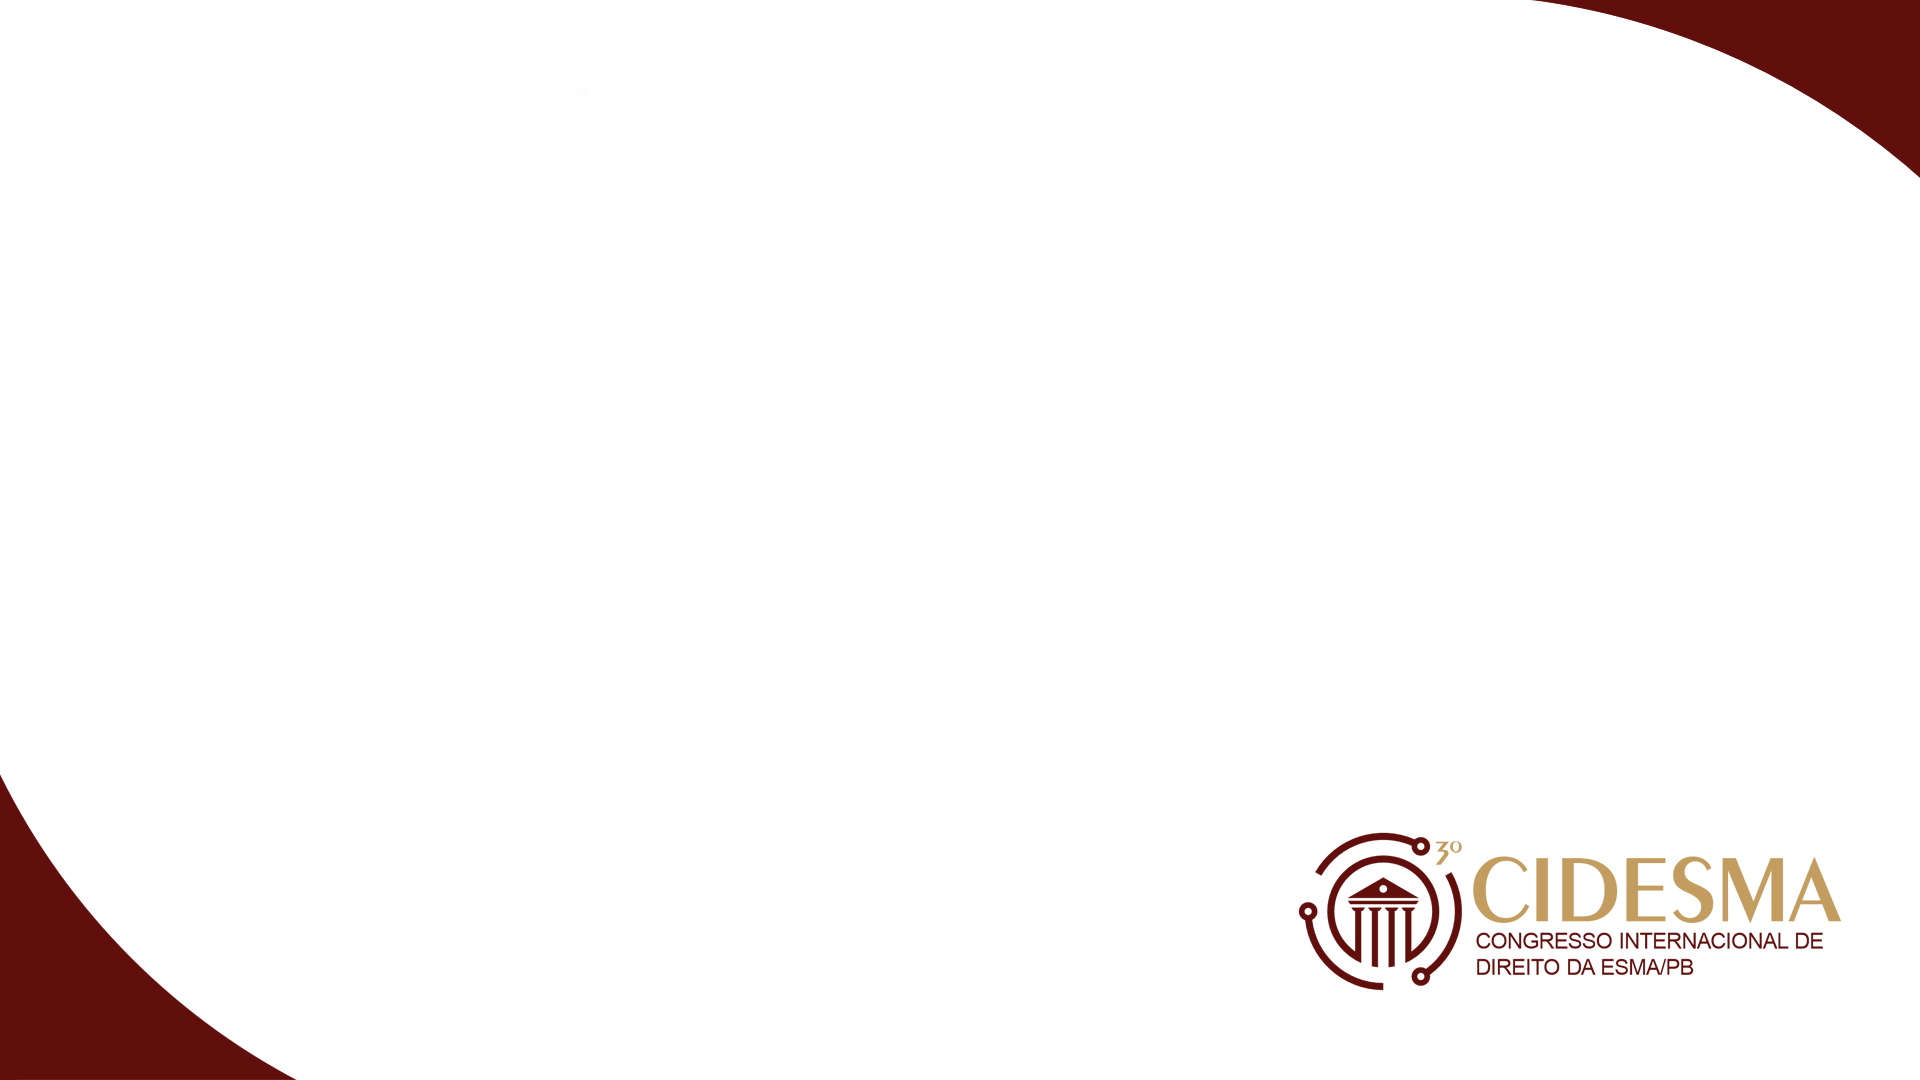 3º CIDESMA
CONGRESSO INTERNACIONAL DE
DIREITO DA ESMA/PB